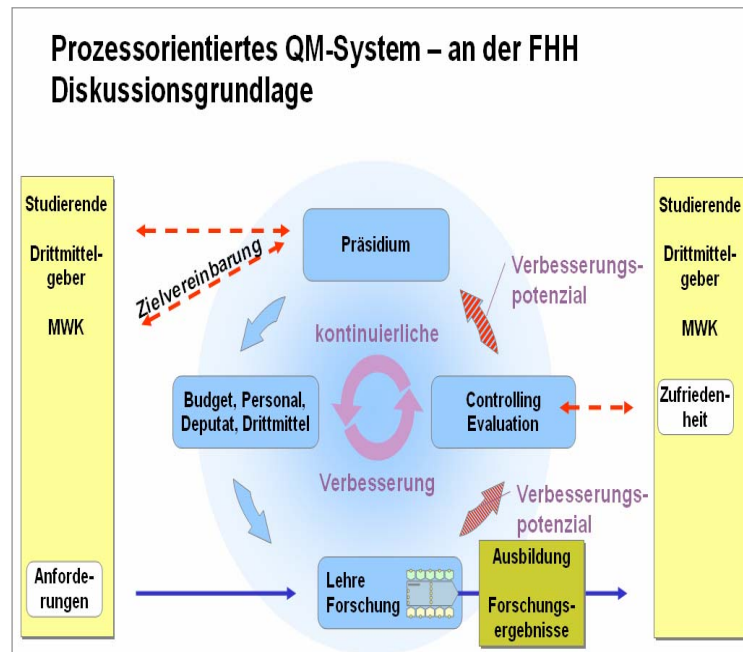 Prozessorientiertes QM-System – an der FHH
Diskussionsgrundlage
Studierende
Drittmittel-
geber
MWK
Anforde-
rungen
Zielvereinbarung
Präsidium
kontinuierliche
Budget, Personal,
Deputat, Drittmittel
Controlling
Evaluation
Verbesserung
Verbesserungs-
potenzial
Verbesserungs-
potenzial
Lehre
Forschung
Ausbildung
Forschungs-
ergebnisse
Studierende
Drittmittel-
geber
MWK
Zufrieden-
heit